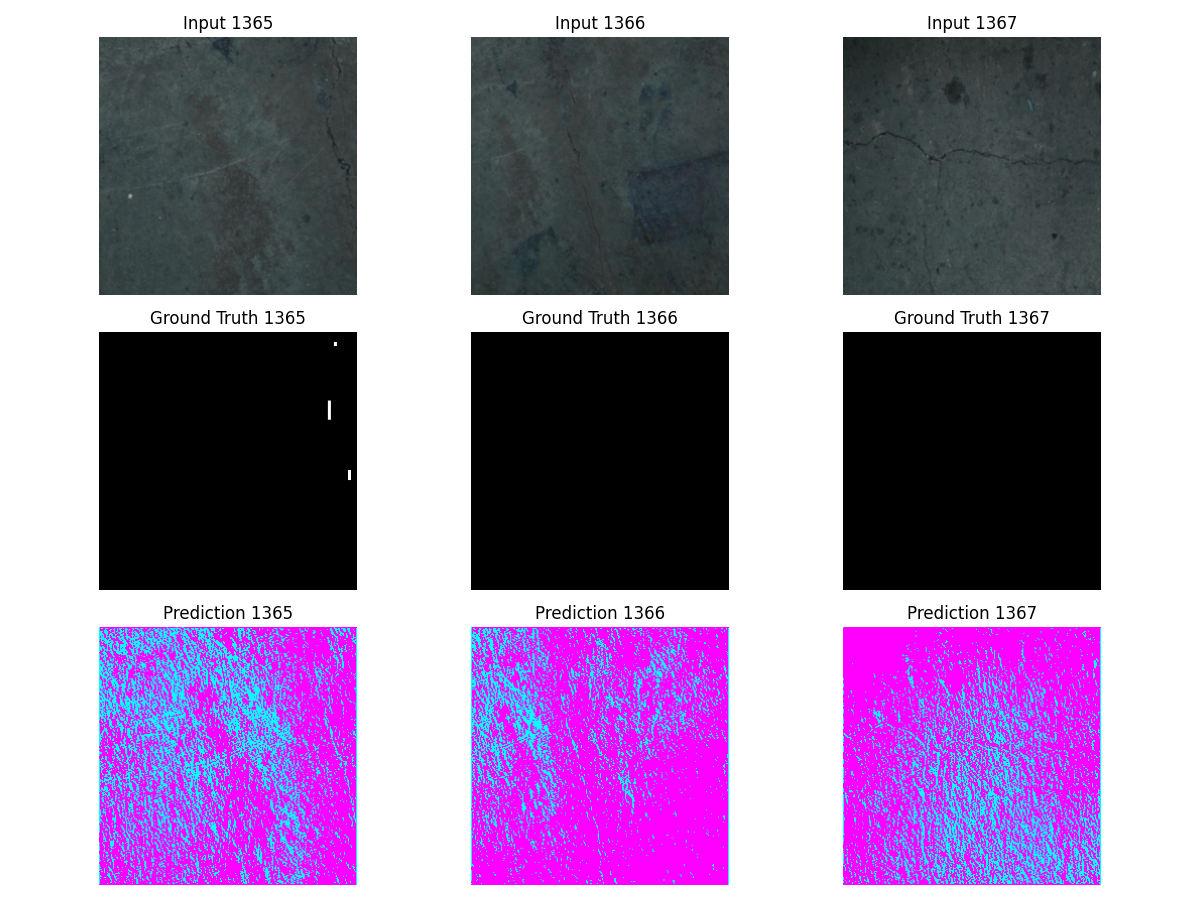 Input 1365
Input 1366
Input 1367
Ground Truth 1365
Ground Truth 1366
Ground Truth 1367
Prediction 1365
Prediction 1366
Prediction 1367